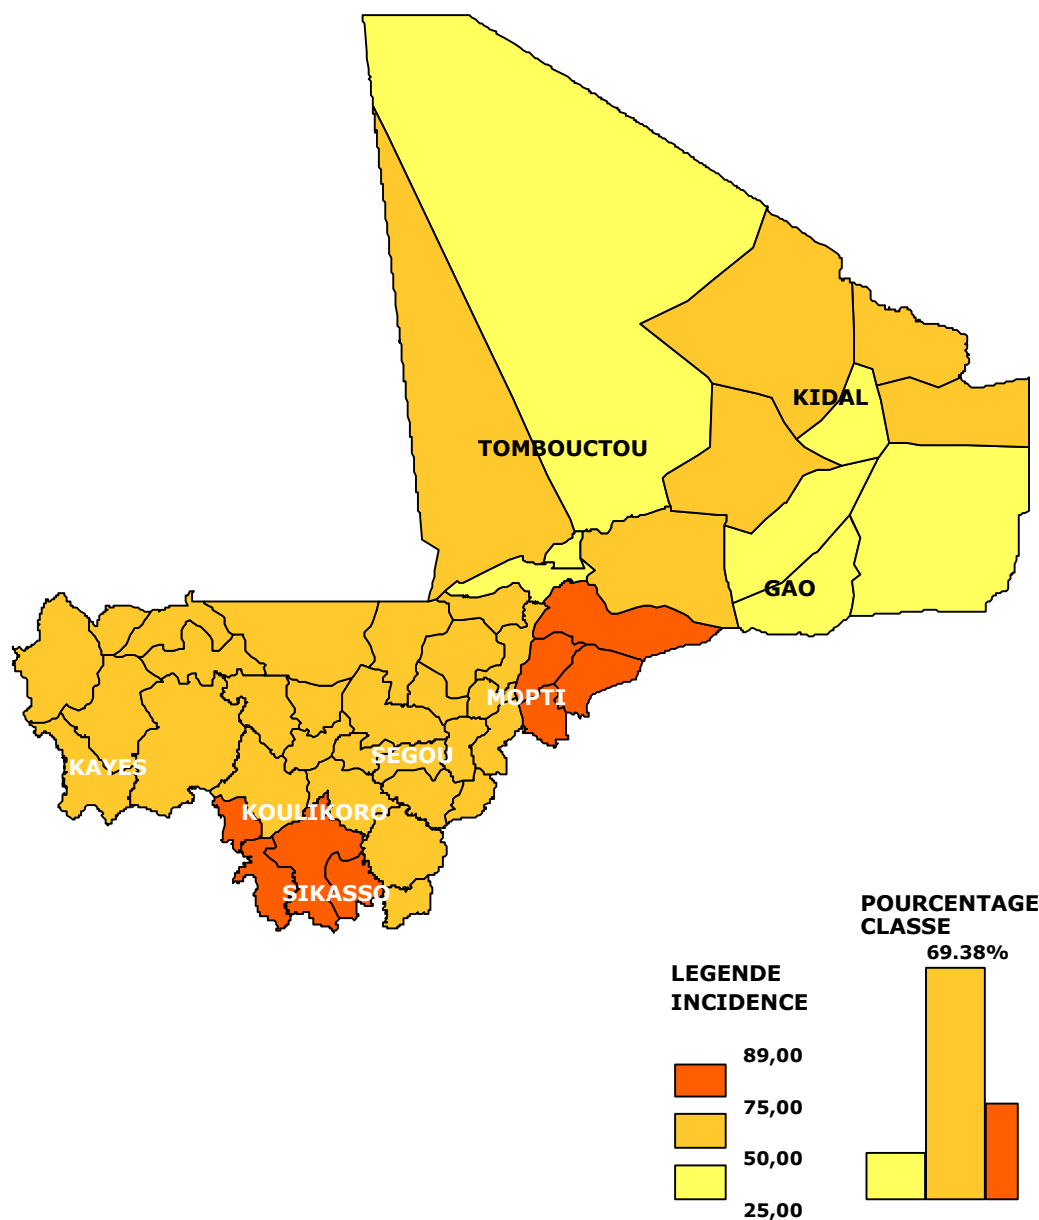 KIDAL
TOMBOUCTOU
GAO
MOPTI
SEGOU
KAYES
KOULIKORO
SIKASSO
POURCENTAGE
CLASSE
69.38%
LEGENDE
INCIDENCE
89,00
75,00
50,00
25,00